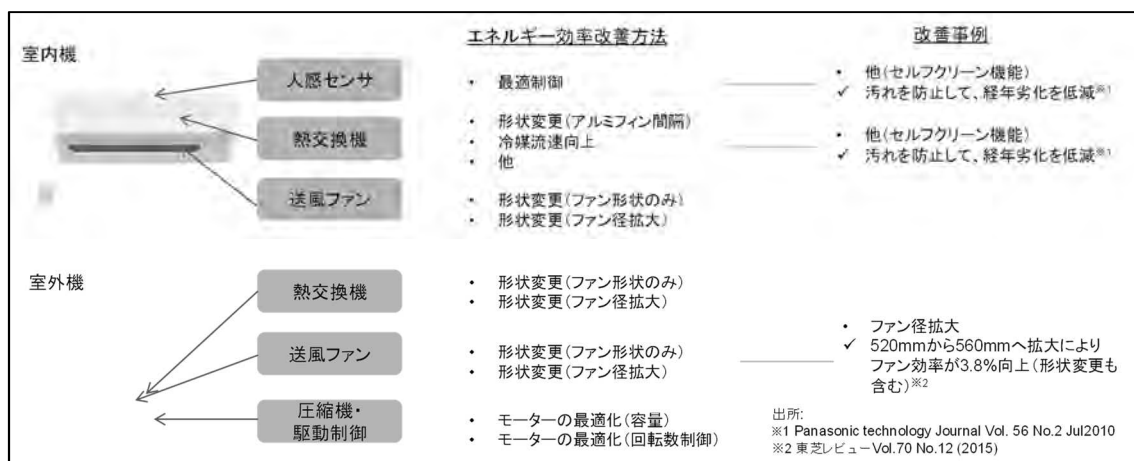 エネルギー効率改善方法
改善事例
室内機
人感センサ
・ 最適制御
・ 他(セルフクリーン機能)
✓ 汚れを防止して、経年劣化を低減※1
熱交換機
・ 形状変更(アルミフィン間隔)
・ 冷媒流速向上
・ 他
・ 他(セルフクリーン機能)
✓ 汚れを防止して、経年劣化を低減※1
送風ファン
・ 形状変更(ファン形状のみ)
・ 形状変更(ファン径拡大)
室外機
熱交換機
・ 形状変更(ファン形状のみ)
・ 形状変更(ファン径拡大)
送風ファン
・ 形状変更(ファン形状のみ)
・ 形状変更(ファン径拡大)
・ ファン径拡大
✓ 520mmから560mmへ拡大により
ファン効率が3.8%向上(形状変更も
含む)※2
圧縮機・
駆動制御
・ モーターの最適化(容量)
・ モーターの最適化(回転数制御)
出所:
※1 Panasonic technology Journal Vol. 56 No.2 Jul2010
※2 東芝レビューVol.70 No.12 (2015)